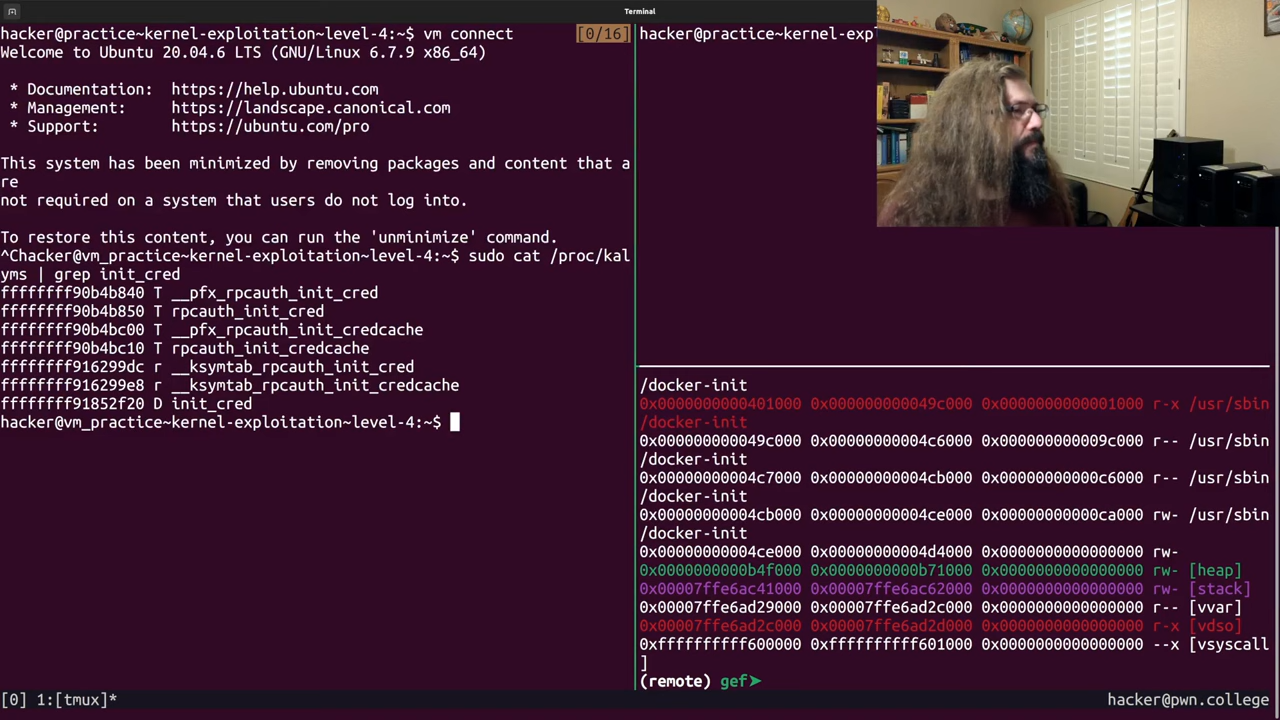 Terminal
hacker@practice~kernel-exploitation~level-4:~$ vm connect [0/16]
Welcome to Ubuntu 20.04.6 LTS (GNU/Linux 6.7.9 x86_64)
* Documentation: https://help.ubuntu.com
* Management: https://landscape.canonical.com
* Support: https://ubuntu.com/pro
This system has been minimized by removing packages and content that a
re
not required on a system that users do not log into.
To restore this content, you can run the 'unminimize' command.
^Chacker@vm_practice~kernel-exploitation~level-4:~$ sudo cat /proc/kal
yms | grep init_cred
ffffffff90b4b840 T __pfx_rpcauth_init_cred
ffffffff90b4b850 T rpcauth_init_cred
ffffffff90b4bc00 T __pfx_rpcauth_init_credcache
ffffffff90b4bc10 T rpcauth_init_credcache
ffffffff916299dc r __ksymtab_rpcauth_init_cred
ffffffff916299e8 r __ksymtab_rpcauth_init_credcache
ffffffff91852f20 D init_cred
hacker@vm_practice~kernel-exploitation~level-4:~$
hacker@practice~kernel-exp
/docker-init
0x0000000000401000 0x000000000049c000 0x0000000000001000 r-x /usr/sbin
/docker-init
0x000000000049c000 0x00000000004c6000 0x000000000009c000 r-- /usr/sbin
/docker-init
0x00000000004c7000 0x00000000004cb000 0x00000000000c6000 r-- /usr/sbin
/docker-init
0x00000000004cb000 0x00000000004ce000 0x00000000000ca000 rw- /usr/sbin
/docker-init
0x00000000004ce000 0x00000000004d4000 0x0000000000000000 rw-
0x0000000000b4f000 0x0000000000b71000 0x0000000000000000 rw- [heap]
0x00007ffe6ac41000 0x00007ffe6ac62000 0x0000000000000000 rw- [stack]
0x00007ffe6ad29000 0x00007ffe6ad2c000 0x0000000000000000 r-- [vvar]
0x00007ffe6ad2c000 0x00007ffe6ad2d000 0x0000000000000000 r-x [vdso]
0xffffffffff600000 0xffffffffff601000 0x0000000000000000 --x [vsyscall
]
(remote) gef➤
[0] 1:[tmux]* hacker@pwn.college